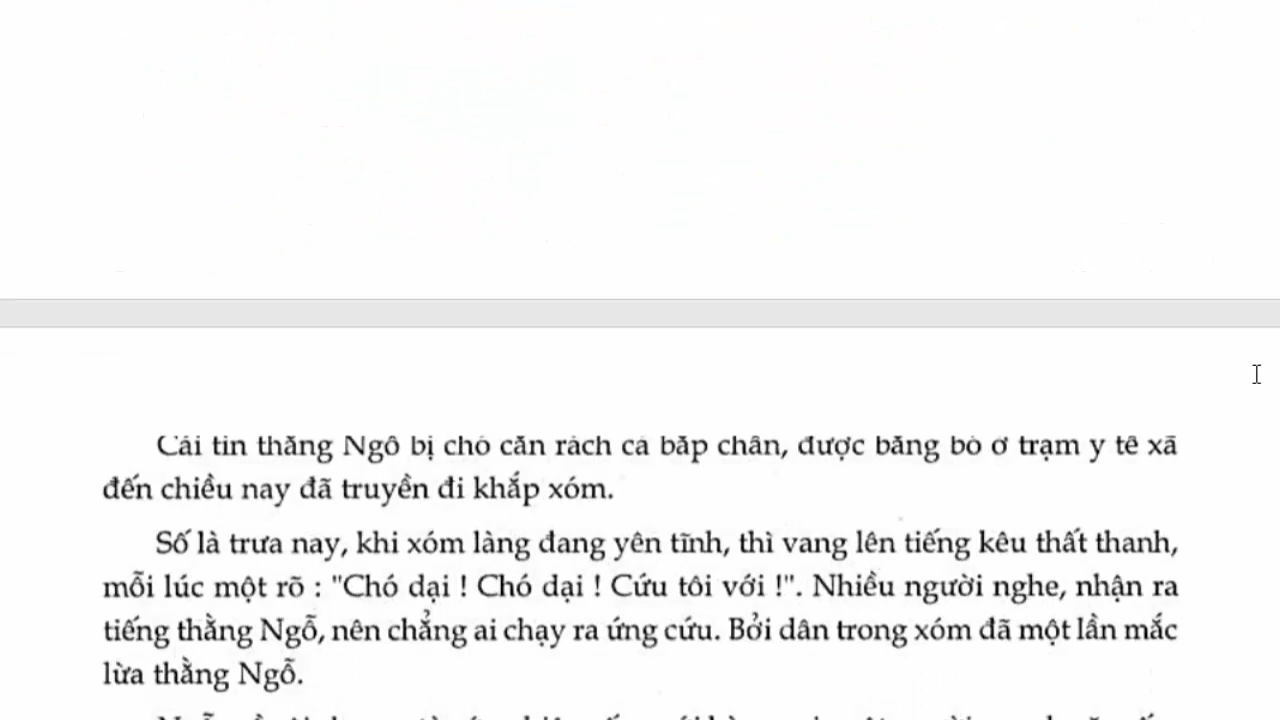 Cái tin thằng Ngỗ bị chó cắn rách cả bắp chân, được băng bó ở trạm y tế xã
đến chiều nay đã truyền đi khắp xóm.
Số là trưa nay, khi xóm làng đang yên tĩnh, thì vang lên tiếng kêu thất thanh,
mỗi lúc một rõ : "Chó dại ! Chó dại ! Cứu tôi với !". Nhiều người nghe, nhận ra
tiếng thằng Ngỗ, nên chẳng ai chạy ra ứng cứu. Bởi dân trong xóm đã một lần mắc
lừa thằng Ngỗ.